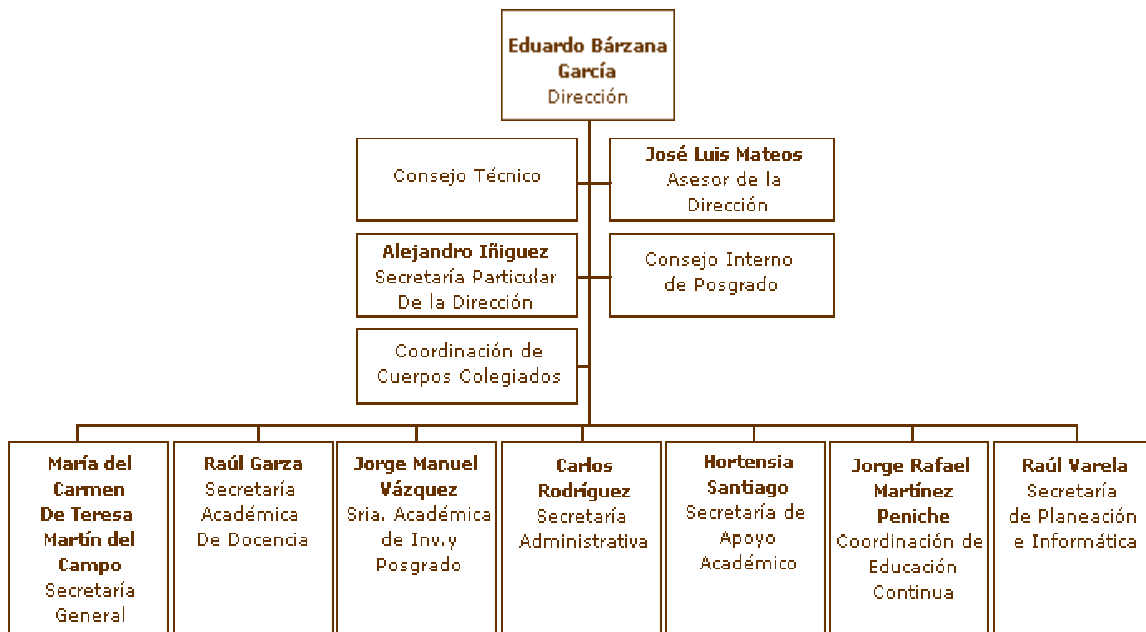 Eduardo Bárzana
García
Dirección
Consejo Técnico
José Luis Mateos
Asesor de la
Dirección
Alejandro Iñiguez
Secretaría Particular
De la Dirección
Consejo Interno
de Posgrado
Coordinación de
Cuerpos Colegiados
María del
Carmen
De Teresa
Martín del
Campo
Secretaría
General
Raúl Garza
Secretaría
Académica
De Docencia
Jorge Manuel
Vázquez
Sria. Académica
de Inv.y
Posgrado
Carlos
Rodríguez
Secretaría
Administrativa
Hortensia
Santiago
Secretaría de
Apoyo
Académico
Jorge Rafael
Martínez
Peniche
Coordinación de
Educación
Continua
Raúl Varela
Secretaría
de Planeación
e Informática